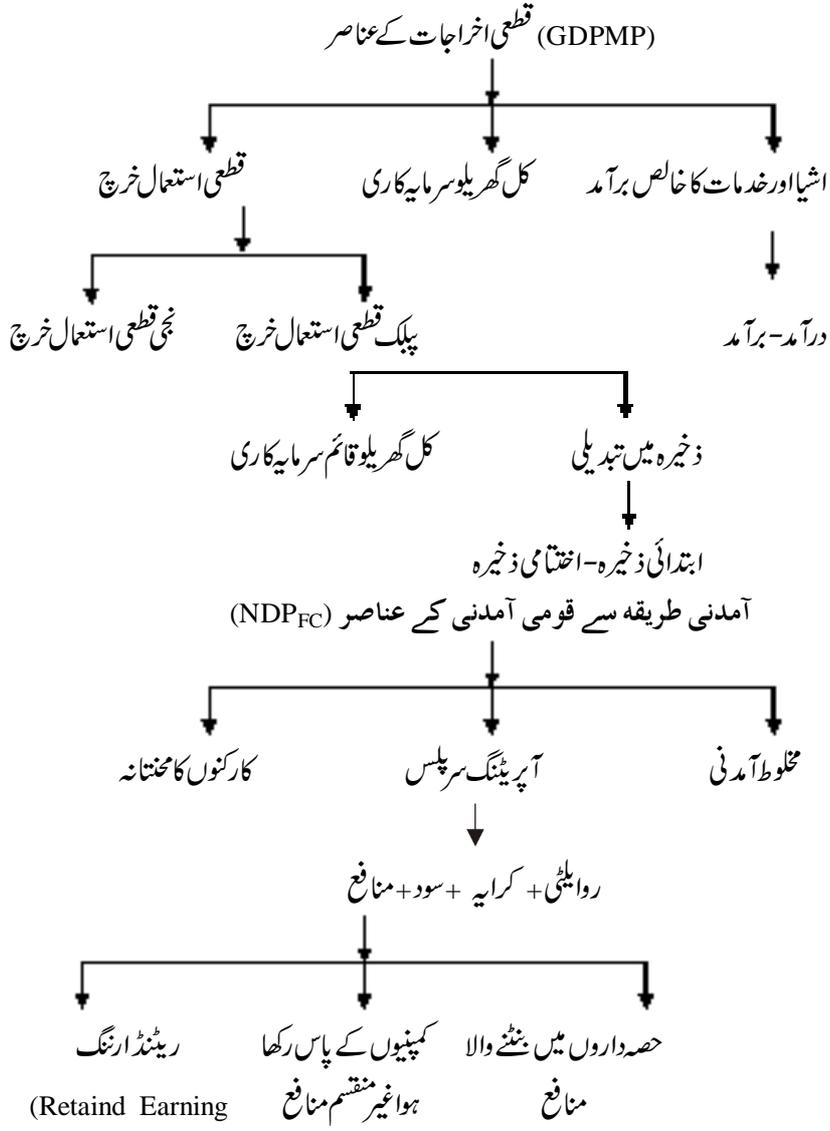 قطعی اخراجات کے عناصر (GDPMP)
اشیا اور خدمات کا خالص برآمد
کل گھریلو سرمایہ کاری
قطعی استعمال خرچ
درآمد – برآمد
پبلک قطعی استعمال خرچ
نجی قطعی استعمال خرچ
ذخیرہ میں تبدیلی
کل گھریلو قائم سرمایہ کاری
ابتدائی ذخیرہ – اختتامی ذخیرہ
آمدنی طریقہ سے قومی آمدنی کے عناصر (NDPFC)
مخلوط آمدنی
آپریٹنگ سرپلس
کارکنوں کا محنتانہ
روایلٹی + کرایہ + سود + منافع
حصہ داروں میں بنٹنے والا
منافع
کمپنیوں کے پاس رکھا
ہوا غیر منقسم منافع
ریٹنڈ ارننگ
(Retaind Earning